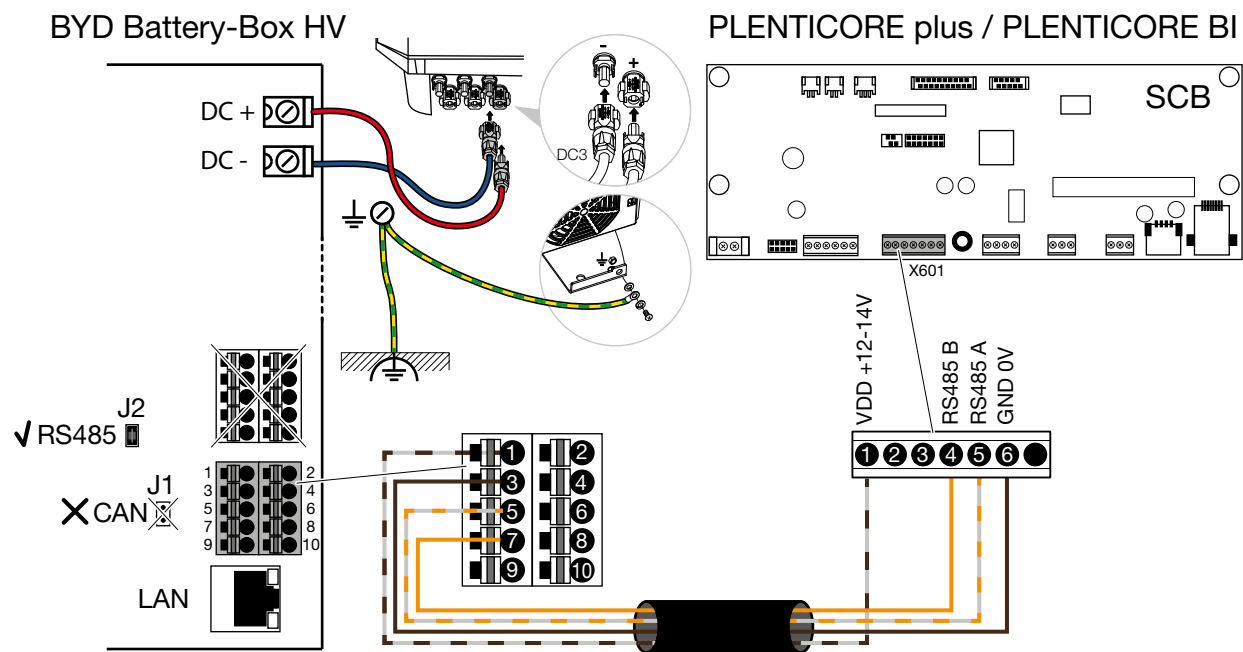 BYD Battery-Box HV
PLENTICORE plus / PLENTICORE BI
DC +
DC -
-
+
DC3
SCB
X601
VDD +12-14V
RS485 B
RS485 A
GND 0V
J2
RS485
J1
CAN
LAN
1 2
3 4
5 6
7 8
9 10
1 2
3 4
5 6
7 8
9 10
1 2 3 4 5 6